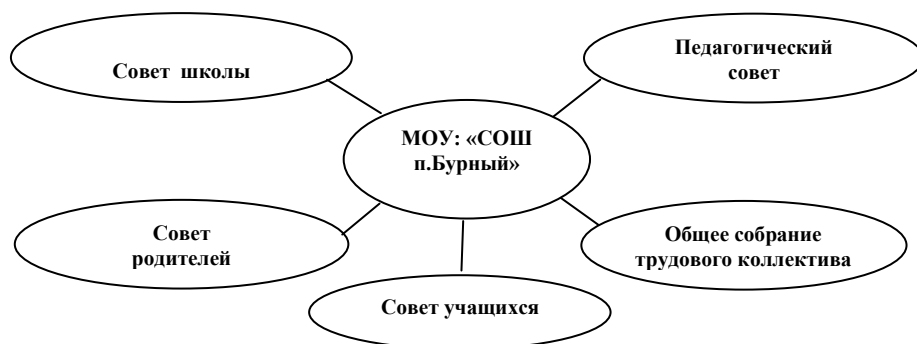 Совет школы
Педагогический
совет
МОУ: «СОШ
п.Бурный»
Совет
родителей
Общее собрание
трудового коллектива
Совет учащихся